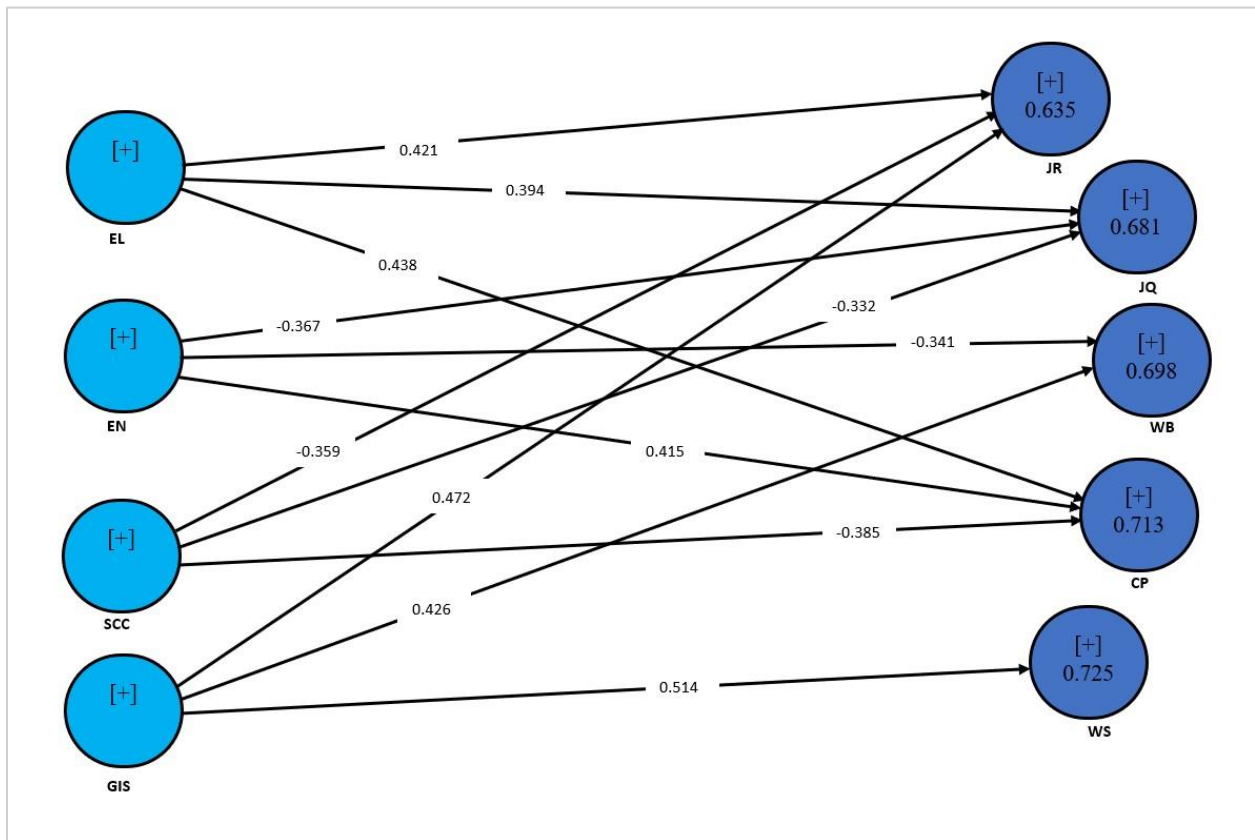 [+]
0.635
JR
[+]
EL
0.421
0.394
[+]
0.681
JQ
0.438
[+]
EN
-0.367
-0.332
-0.341
[+]
0.698
WB
-0.359
0.415
0.472
[+]
0.713
CP
[+]
SCC
-0.385
0.426
[+]
GIS
0.514
[+]
0.725
WS